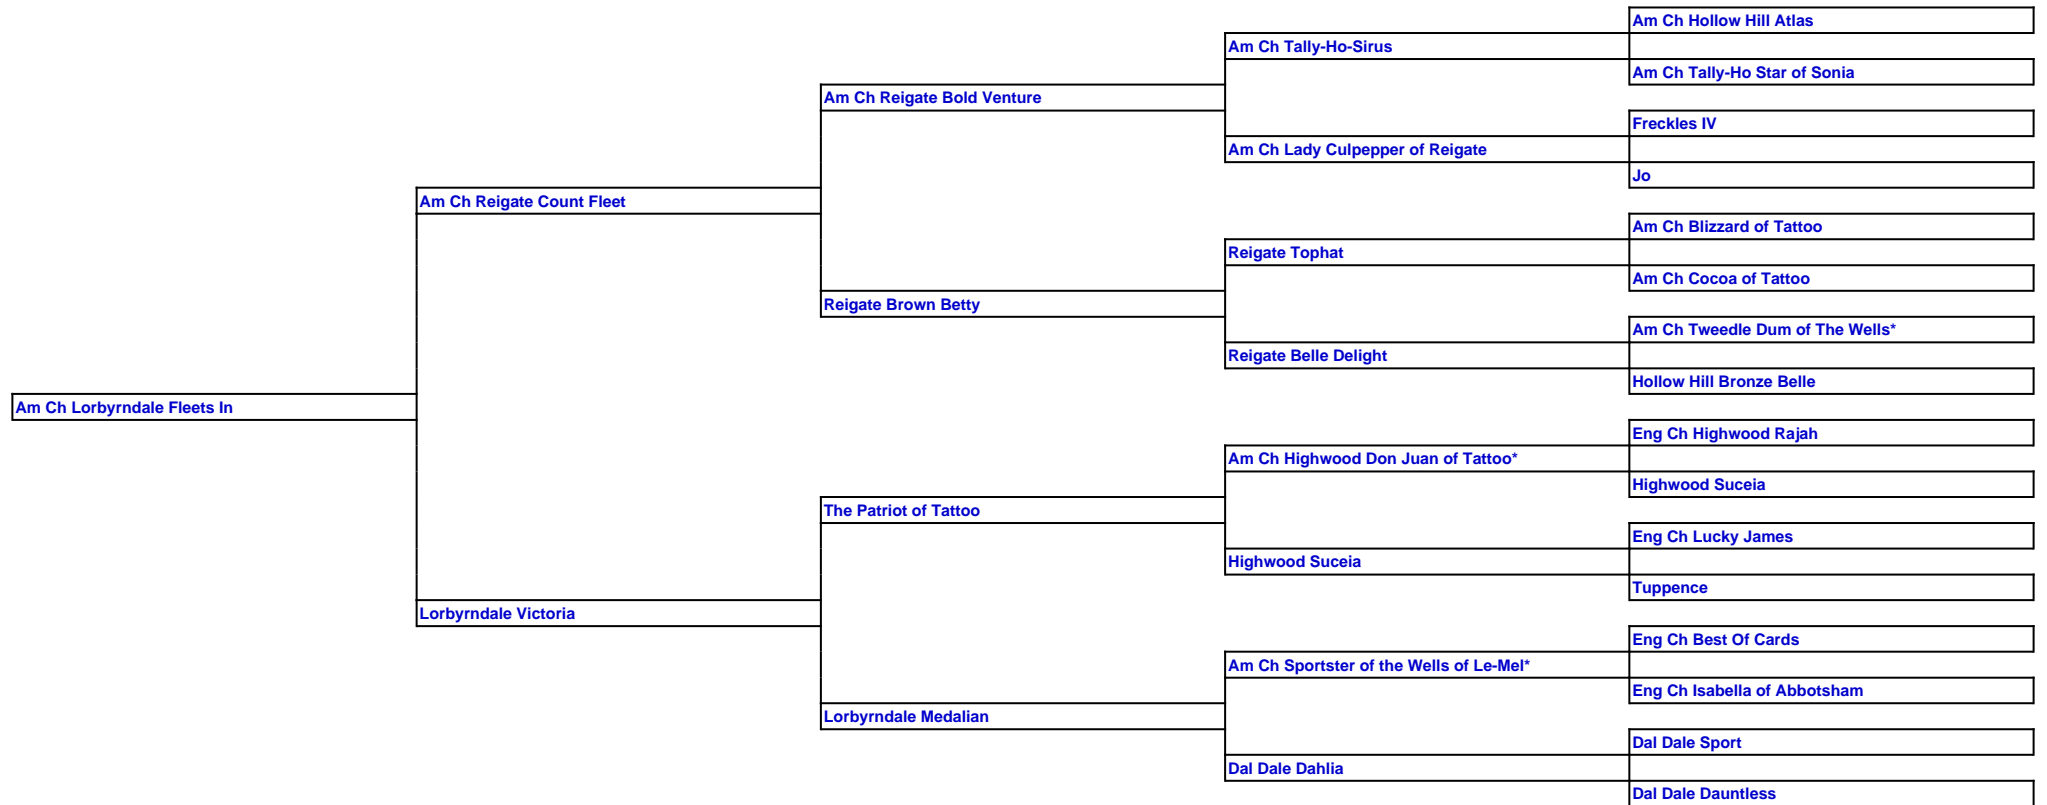 Am Ch Hollow Hill Atlas
Am Ch Tally-Ho-Sirus
Am Ch Tally-Ho Star of Sonia
Am Ch Reigate Bold Venture
Freckles IV
Am Ch Lady Culpepper of Reigate
Jo
Am Ch Reigate Count Fleet
Am Ch Blizzard of Tattoo
Reigate Tophat
Am Ch Cocoa of Tattoo
Reigate Brown Betty
Am Ch Tweedle Dum of The Wells*
Reigate Belle Delight
Hollow Hill Bronze Belle
Am Ch Lorbyrndale Fleets In
Eng Ch Highwood Rajah
Am Ch Highwood Don Juan of Tattoo*
Highwood Suceia
The Patriot of Tattoo
Eng Ch Lucky James
Highwood Suceia
Tuppence
Lorbyrndale Victoria
Eng Ch Best Of Cards
Am Ch Sportster of the Wells of Le-Mel*
Eng Ch Isabella of Abbotsham
Lorbyrndale Medalian
Dal Dale Sport
Dal Dale Dahlia
Dal Dale Dauntless